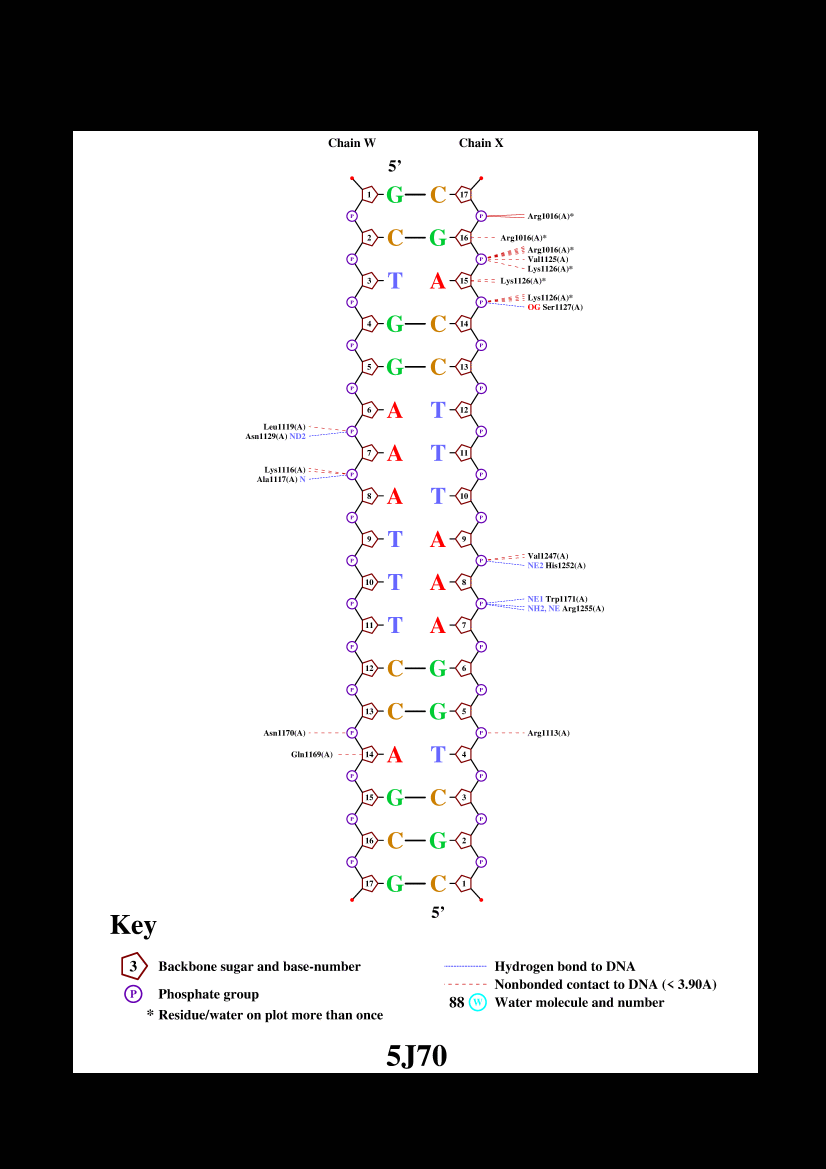 Chain W Chain X
5’
1 G C 17
P P Arg1016(A)*
2 C G 16 Arg1016(A)*
Arg1016(A)*
P P Val1125(A)
Lys1126(A)*
3 T A 15 Lys1126(A)*
Lys1126(A)*
P P
OG Ser1127(A)
4 G C 14
P P
5 G C 13
P P
6 A T 12
Leu1119(A)
P P
Asn1129(A) ND2
7 A T 11
Lys1116(A)
P P
Ala1117(A) N
8 A T 10
P P
9 T A 9
Val1247(A)
P P
NE2 His1252(A)
10 T A 8
NE1 Trp1171(A)
P P
NH2, NE Arg1255(A)
11 T A 7
P P
12 C G 6
P P
13 C G 5
Asn1170(A) P P Arg1113(A)
Gln1169(A) 14 A T 4
P P
15 G C 3
P P
16 C G 2
P P
17 G C 1
5’
Key
3 Backbone sugar and base-number
P Phosphate group
* Residue/water on plot more than once
Hydrogen bond to DNA
Nonbonded contact to DNA (< 3.90A)
88 W Water molecule and number
5J70